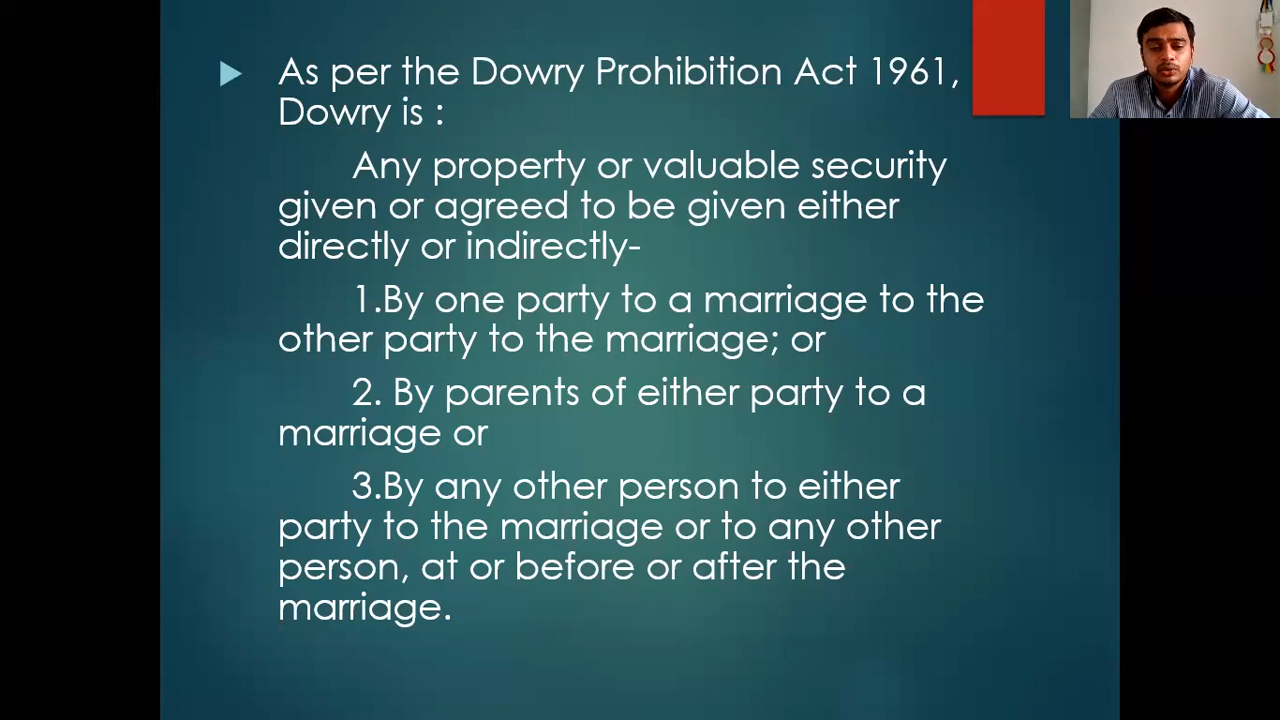 As per the Dowry Prohibition Act 1961,
Dowry is :
Any property or valuable security
given or agreed to be given either
directly or indirectly-
1.By one party to a marriage to the
other party to the marriage; or
2. By parents of either party to a
marriage or
3.By any other person to either
party to the marriage or to any other
person, at or before or after the
marriage.